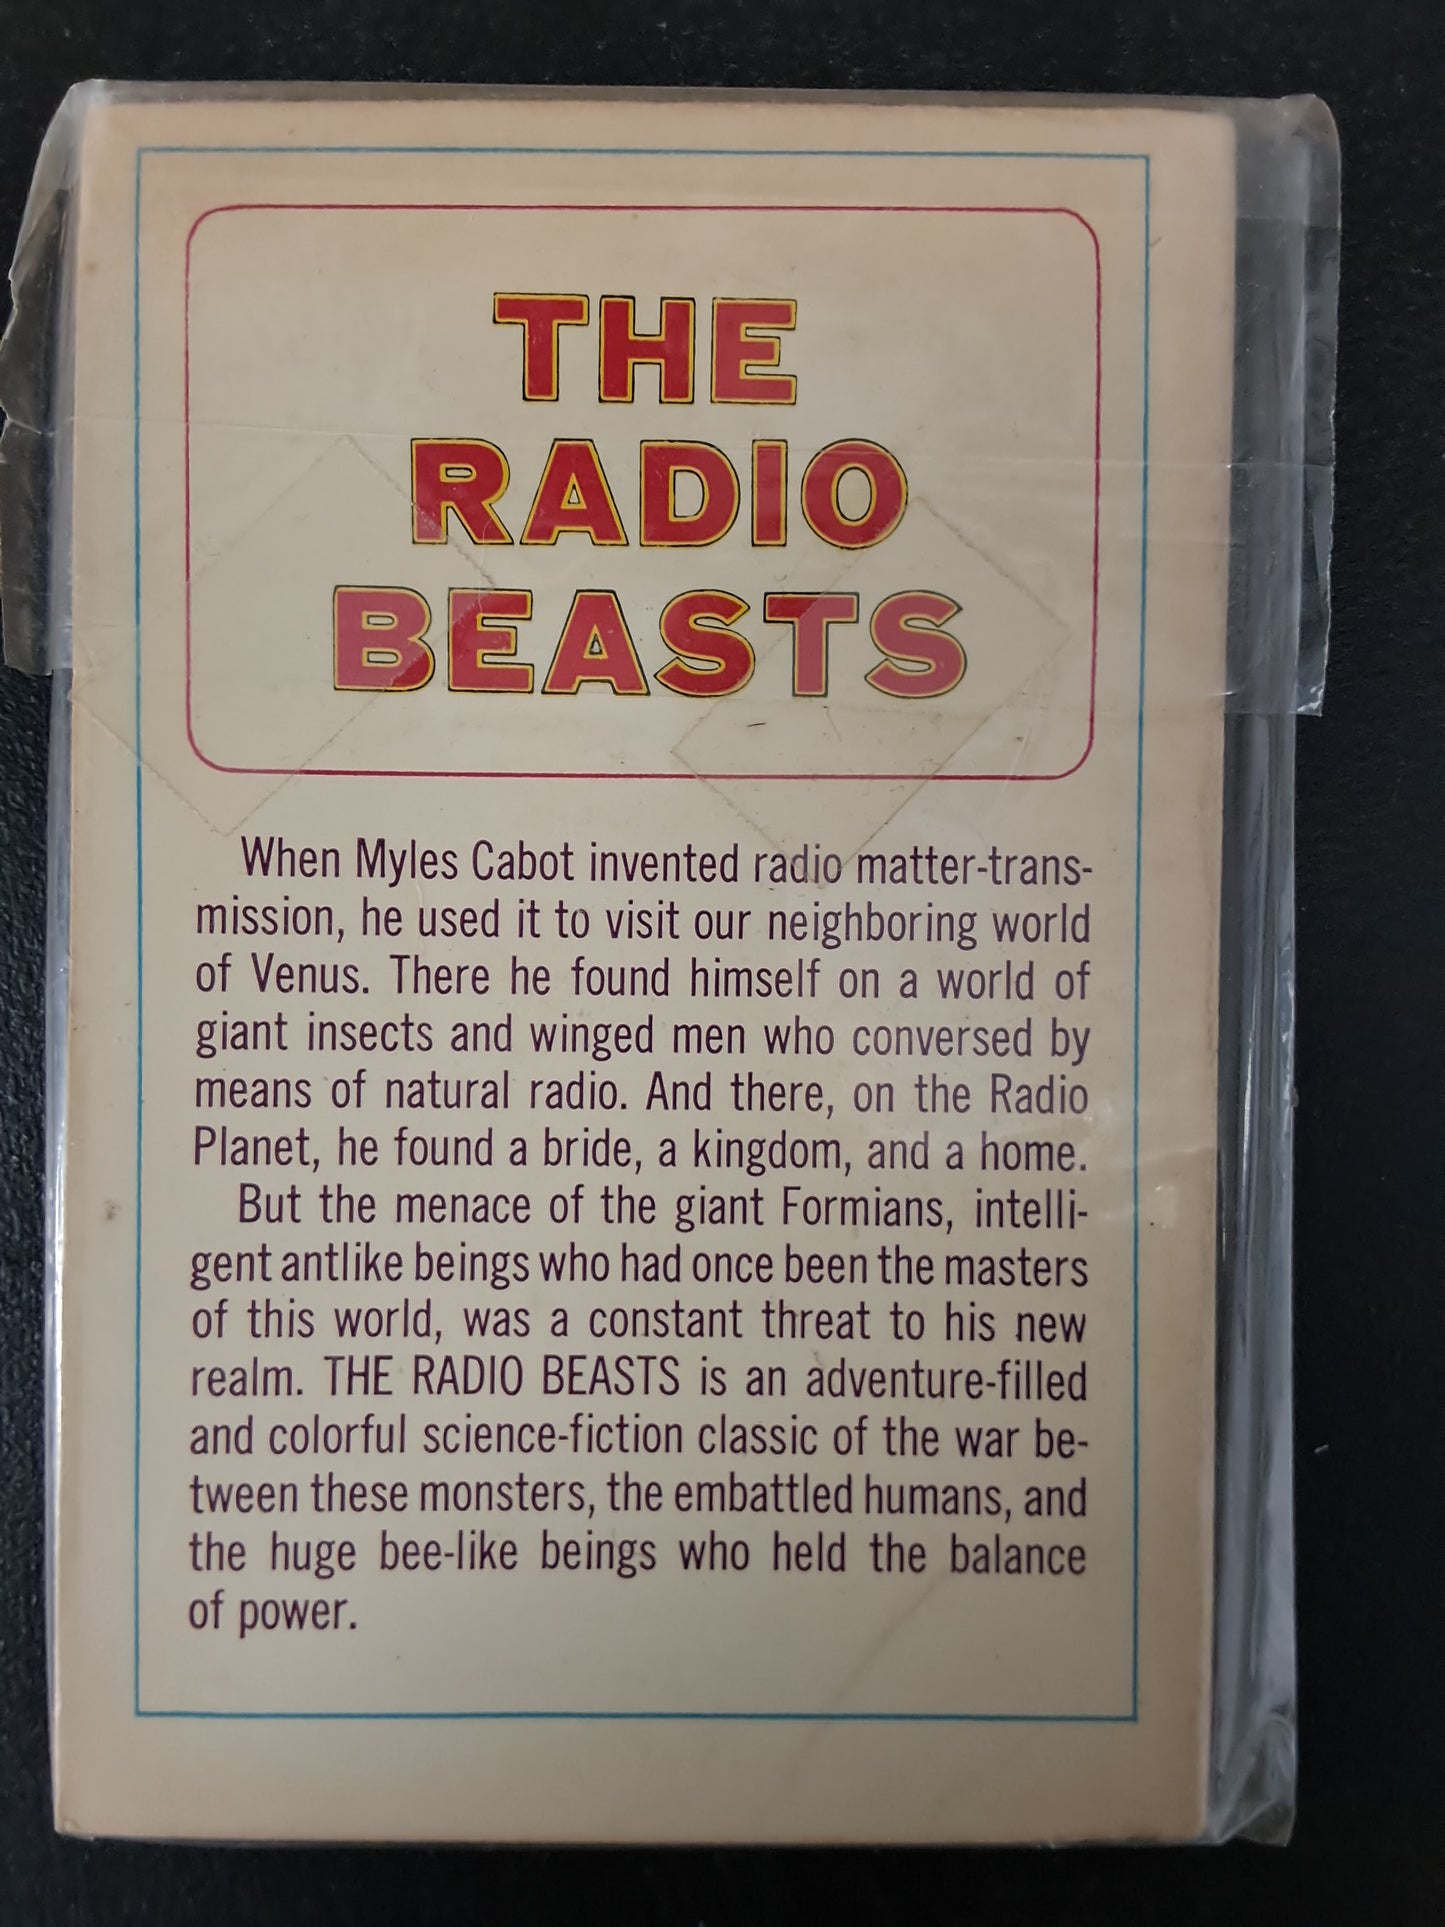 THE
RADIO
BEASTS
When Myles Cabot invented radio matter-trans-
mission, he used it to visit our neighboring world
of Venus. There he found himself on a world of
giant insects and winged men who conversed by
means of natural radio. And there, on the Radio
Planet, he found a bride, a kingdom, and a home.
But the menace of the giant Formians, intelli-
gent antlike beings who had once been the masters
of this world, was a constant threat to his new
realm. THE RADIO BEASTS is an adventure-filled
and colorful science-fiction classic of the war be-
tween these monsters, the embattled humans, and
the huge bee-like beings who held the balance
of power.